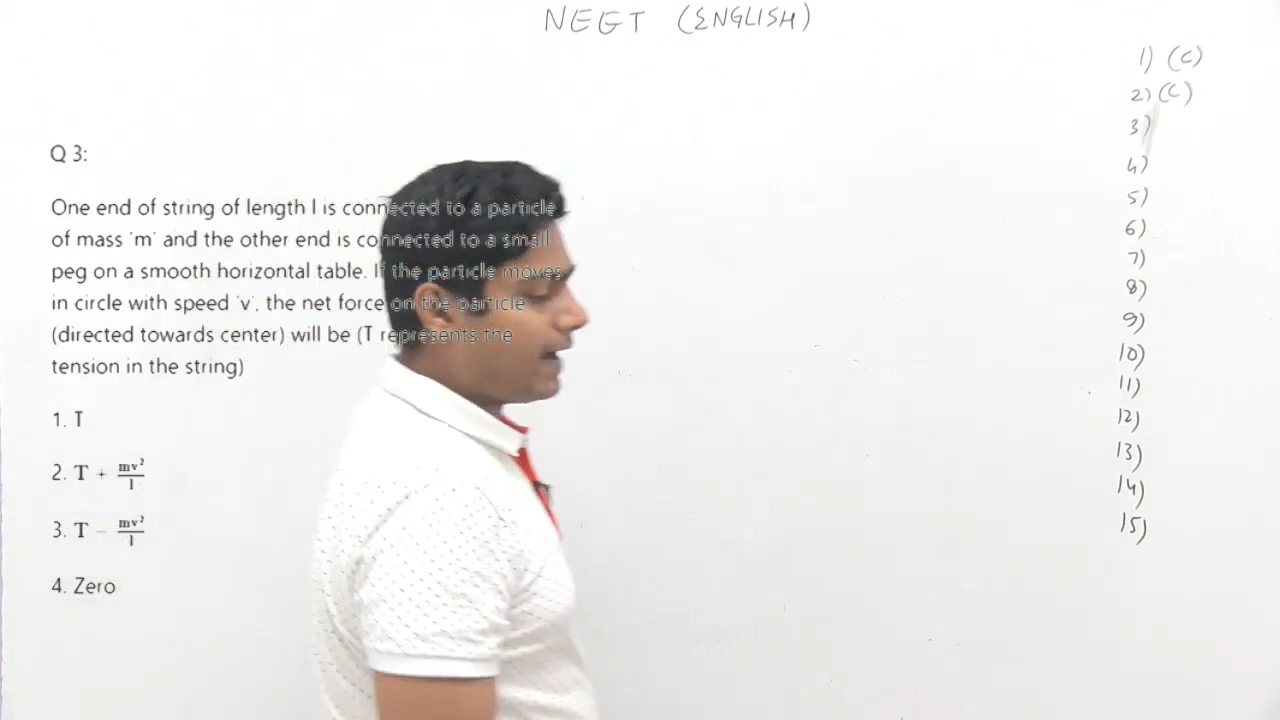 NEET (ENGLISH)
1) (C)
2) (C)
3)
4)
5)
6)
7)
8)
9)
10)
11)
12)
13)
14)
15)
Q 3:
One end of string of length l is connected to a particle
of mass 'm' and the other end is connected to a small
peg on a smooth horizontal table. If the particle moves
in circle with speed 'v', the net force on the particle
(directed towards center) will be (T represents the
tension in the string)
1. T
2. T + mv²/l
3. T − mv²/l
4. Zero